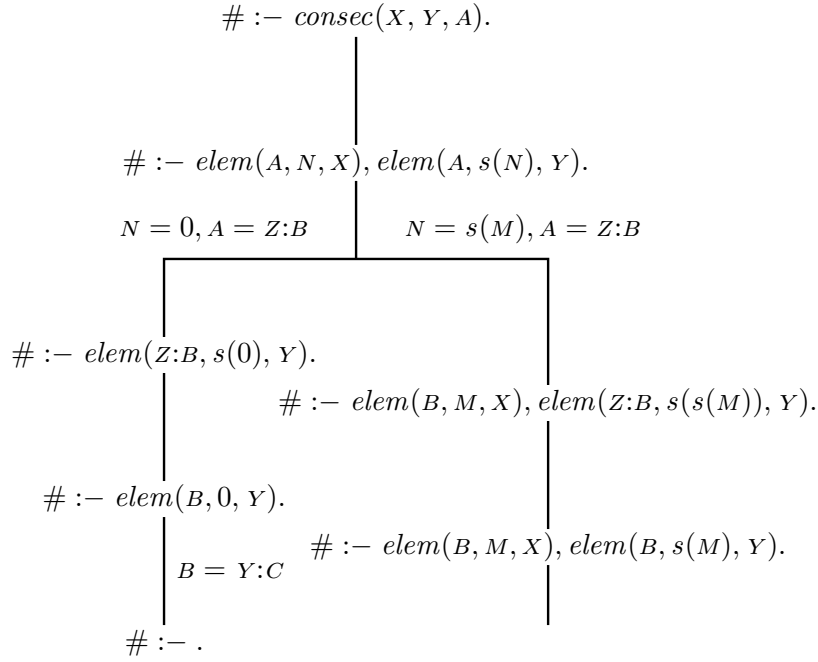 # :– consec(X, Y, A).
# :– elem(A, N, X), elem(A, s(N), Y).
N = 0, A = Z:B
N = s(M), A = Z:B
# :– elem(Z:B, s(0), Y).
# :– elem(B, M, X), elem(Z:B, s(s(M)), Y).
# :– elem(B, 0, Y).
# :– elem(B, M, X), elem(B, s(M), Y).
B = Y:C
# :– .